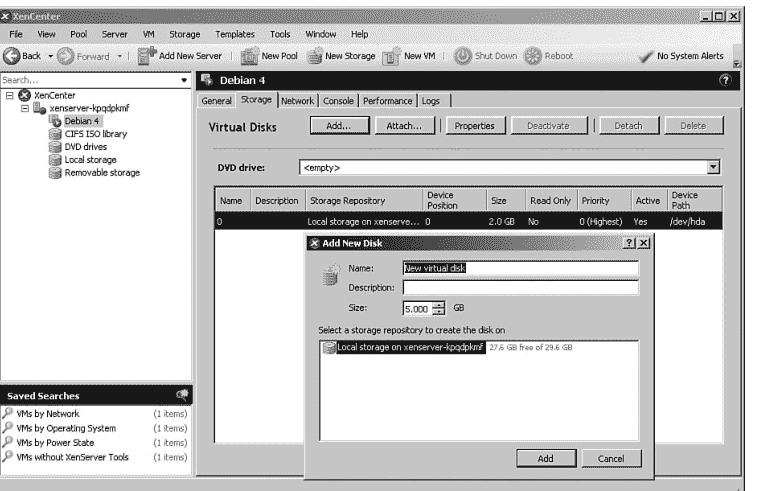 XenCenter
File View Pool Server VM Storage Templates Tools Window Help
Back Forward Add New Server New Pool New Storage New VM Shut Down Reboot No System Alerts
Search...
XenCenter
xenserver-kpqdpkmf
Debian 4
CIFS ISO library
DVD drives
Local storage
Removable storage
Saved Searches
VMs by Network (1 items)
VMs by Operating System (1 items)
VMs by Power State (1 items)
VMs without XenServer Tools (1 items)
Debian 4
General Storage Network Console Performance Logs
Virtual Disks Add... Attach... Properties Deactivate Detach Delete
DVD drive: <empty>
Name Description Storage Repository Device Position Size Read Only Priority Active Device Path
0 Local storage on xenserve... 0 2.0 GB No 0 (Highest) Yes /dev/hda
Add New Disk
Name: New virtual disk
Description:
Size: 5.000 GB
Select a storage repository to create the disk on
Local storage on xenserver-kpqdpkmf 27.6 GB free of 29.6 GB
Add Cancel